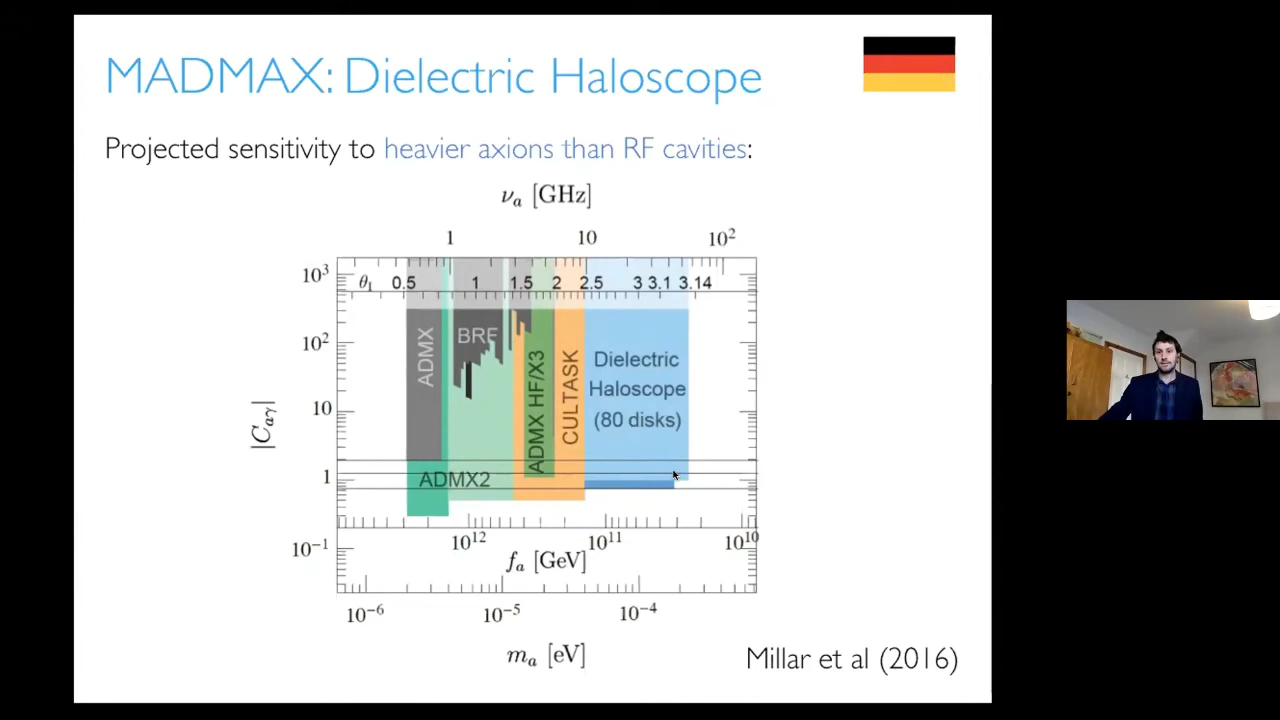 MADMAX: Dielectric Haloscope
Projected sensitivity to heavier axions than RF cavities:
νₐ [GHz]
1 10 10²
10³
θᵢ 0.5 1 1.5 2 2.5 3 3.1 3.14
10²
10
1
10⁻¹
|Cₐᵧ|
ADMX
BRF
ADMX HF/X3
CULTASK
Dielectric
Haloscope
(80 disks)
ADMX2
10¹² 10¹¹ 10¹⁰
fₐ [GeV]
10⁻⁶ 10⁻⁵ 10⁻⁴
mₐ [eV]
Millar et al (2016)